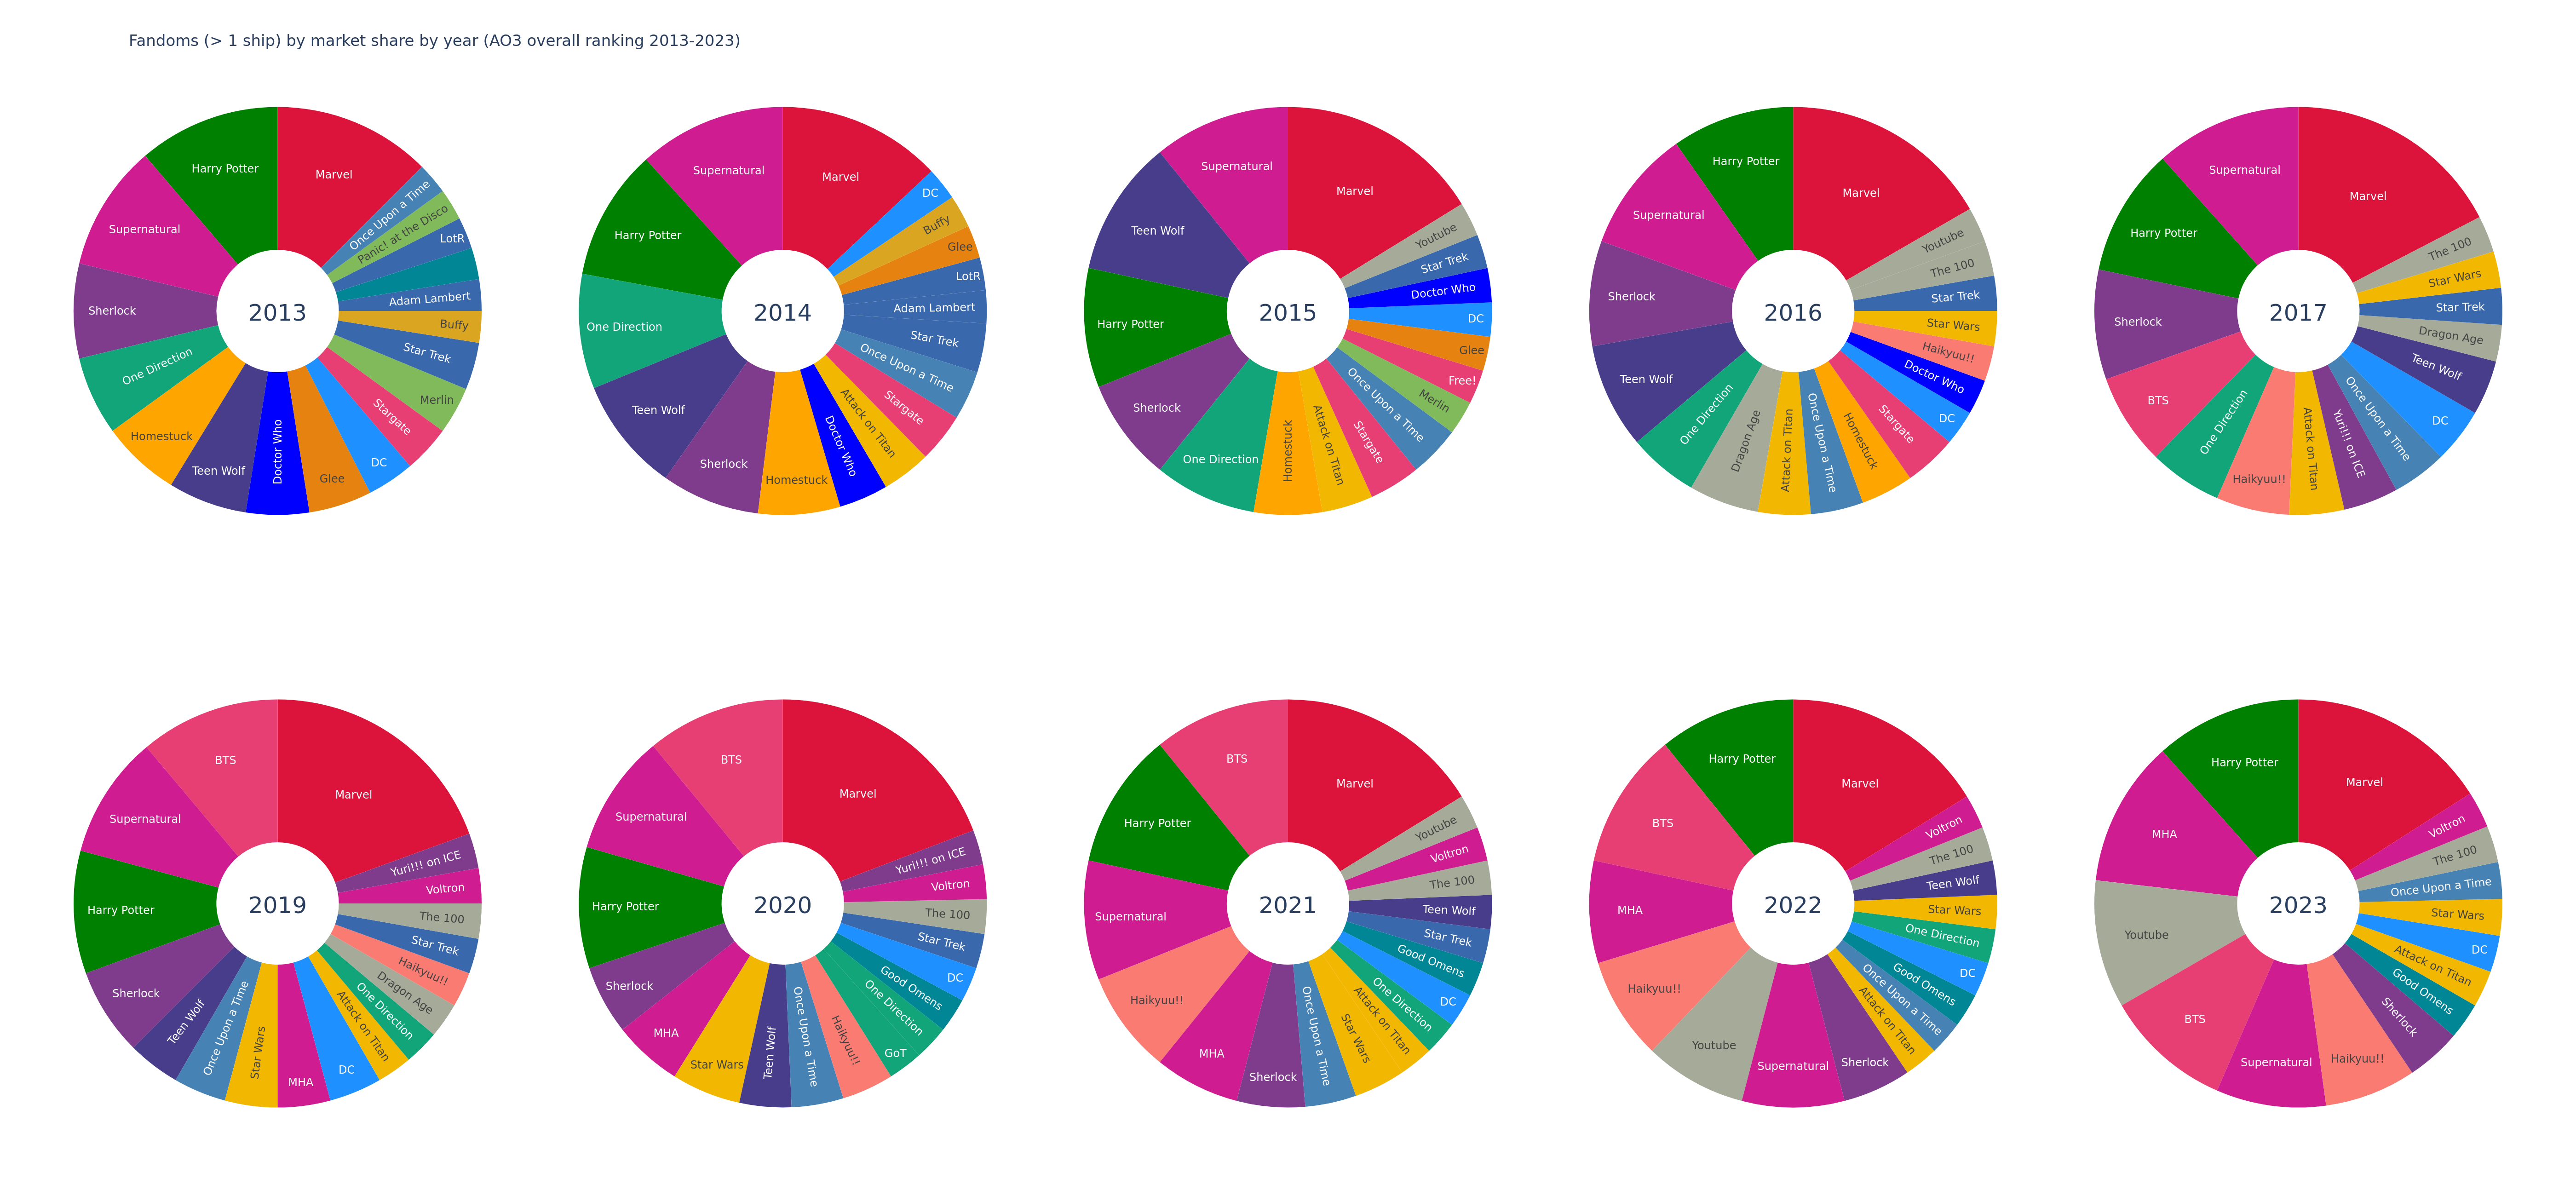 Fandoms (> 1 ship) by market share by year (AO3 overall ranking 2013-2023)
2013
Marvel
Once Upon a Time
Panic! at the Disco
LotR
Adam Lambert
Buffy
Star Trek
Merlin
Stargate
DC
Glee
Doctor Who
Teen Wolf
Homestuck
One Direction
Sherlock
Supernatural
Harry Potter
2014
Marvel
DC
Buffy
Glee
LotR
Adam Lambert
Star Trek
Once Upon a Time
Stargate
Attack on Titan
Doctor Who
Homestuck
Sherlock
Teen Wolf
One Direction
Harry Potter
Supernatural
2015
Marvel
Youtube
Star Trek
Doctor Who
DC
Glee
Free!
Merlin
Once Upon a Time
Stargate
Attack on Titan
Homestuck
One Direction
Sherlock
Harry Potter
Teen Wolf
Supernatural
2016
Marvel
Youtube
The 100
Star Trek
Star Wars
Haikyuu!!
Doctor Who
DC
Stargate
Homestuck
Once Upon a Time
Attack on Titan
Dragon Age
One Direction
Teen Wolf
Sherlock
Supernatural
Harry Potter
2017
Marvel
The 100
Star Wars
Star Trek
Dragon Age
Teen Wolf
DC
Once Upon a Time
Yuri!!! on ICE
Attack on Titan
Haikyuu!!
One Direction
BTS
Sherlock
Harry Potter
Supernatural
2019
Marvel
Yuri!!! on ICE
Voltron
The 100
Star Trek
Haikyuu!!
Dragon Age
One Direction
Attack on Titan
DC
MHA
Star Wars
Once Upon a Time
Teen Wolf
Sherlock
Harry Potter
Supernatural
BTS
2020
Marvel
Yuri!!! on ICE
Voltron
The 100
Star Trek
DC
Good Omens
One Direction
GoT
Haikyuu!!
Once Upon a Time
Teen Wolf
Star Wars
MHA
Sherlock
Harry Potter
Supernatural
BTS
2021
Marvel
Youtube
Voltron
The 100
Teen Wolf
Star Trek
Good Omens
DC
One Direction
Attack on Titan
Star Wars
Once Upon a Time
Sherlock
MHA
Haikyuu!!
Supernatural
Harry Potter
BTS
2022
Marvel
Voltron
The 100
Teen Wolf
Star Wars
One Direction
DC
Good Omens
Once Upon a Time
Attack on Titan
Sherlock
Supernatural
Youtube
Haikyuu!!
MHA
BTS
Harry Potter
2023
Marvel
Voltron
The 100
Once Upon a Time
Star Wars
DC
Attack on Titan
Good Omens
Sherlock
Haikyuu!!
Supernatural
BTS
Youtube
MHA
Harry Potter